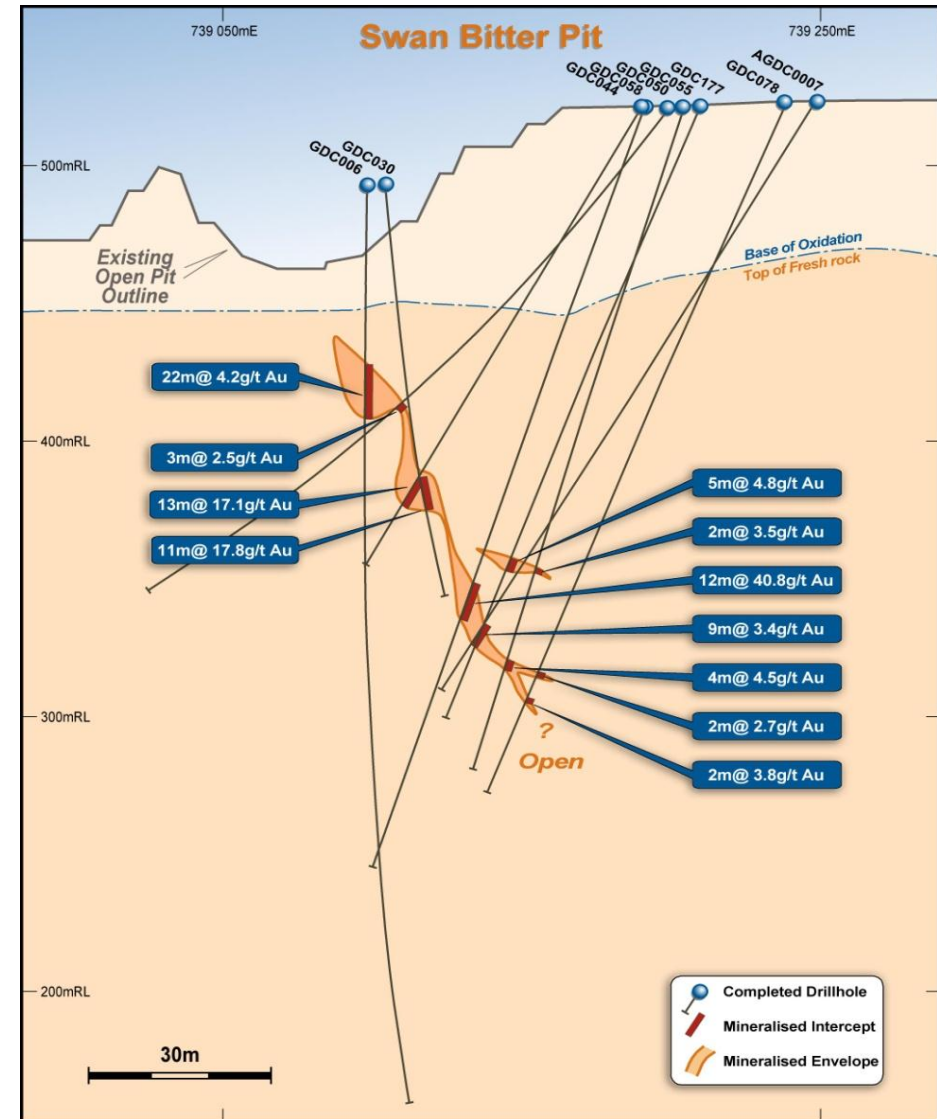 739 050mE
Swan Bitter Pit
739 250mE
GDC044
GDC058
GDC050
GDC055
GDC177
GDC078
AGDC0007
500mRL
GDC006
GDC030
Existing
Open Pit
Outline
Base of Oxidation
Top of Fresh rock
22m@ 4.2g/t Au
400mRL
3m@ 2.5g/t Au
13m@ 17.1g/t Au
11m@ 17.8g/t Au
5m@ 4.8g/t Au
2m@ 3.5g/t Au
12m@ 40.8g/t Au
9m@ 3.4g/t Au
4m@ 4.5g/t Au
2m@ 2.7g/t Au
2m@ 3.8g/t Au
300mRL
?
Open
200mRL
30m
Completed Drillhole
Mineralised Intercept
Mineralised Envelope